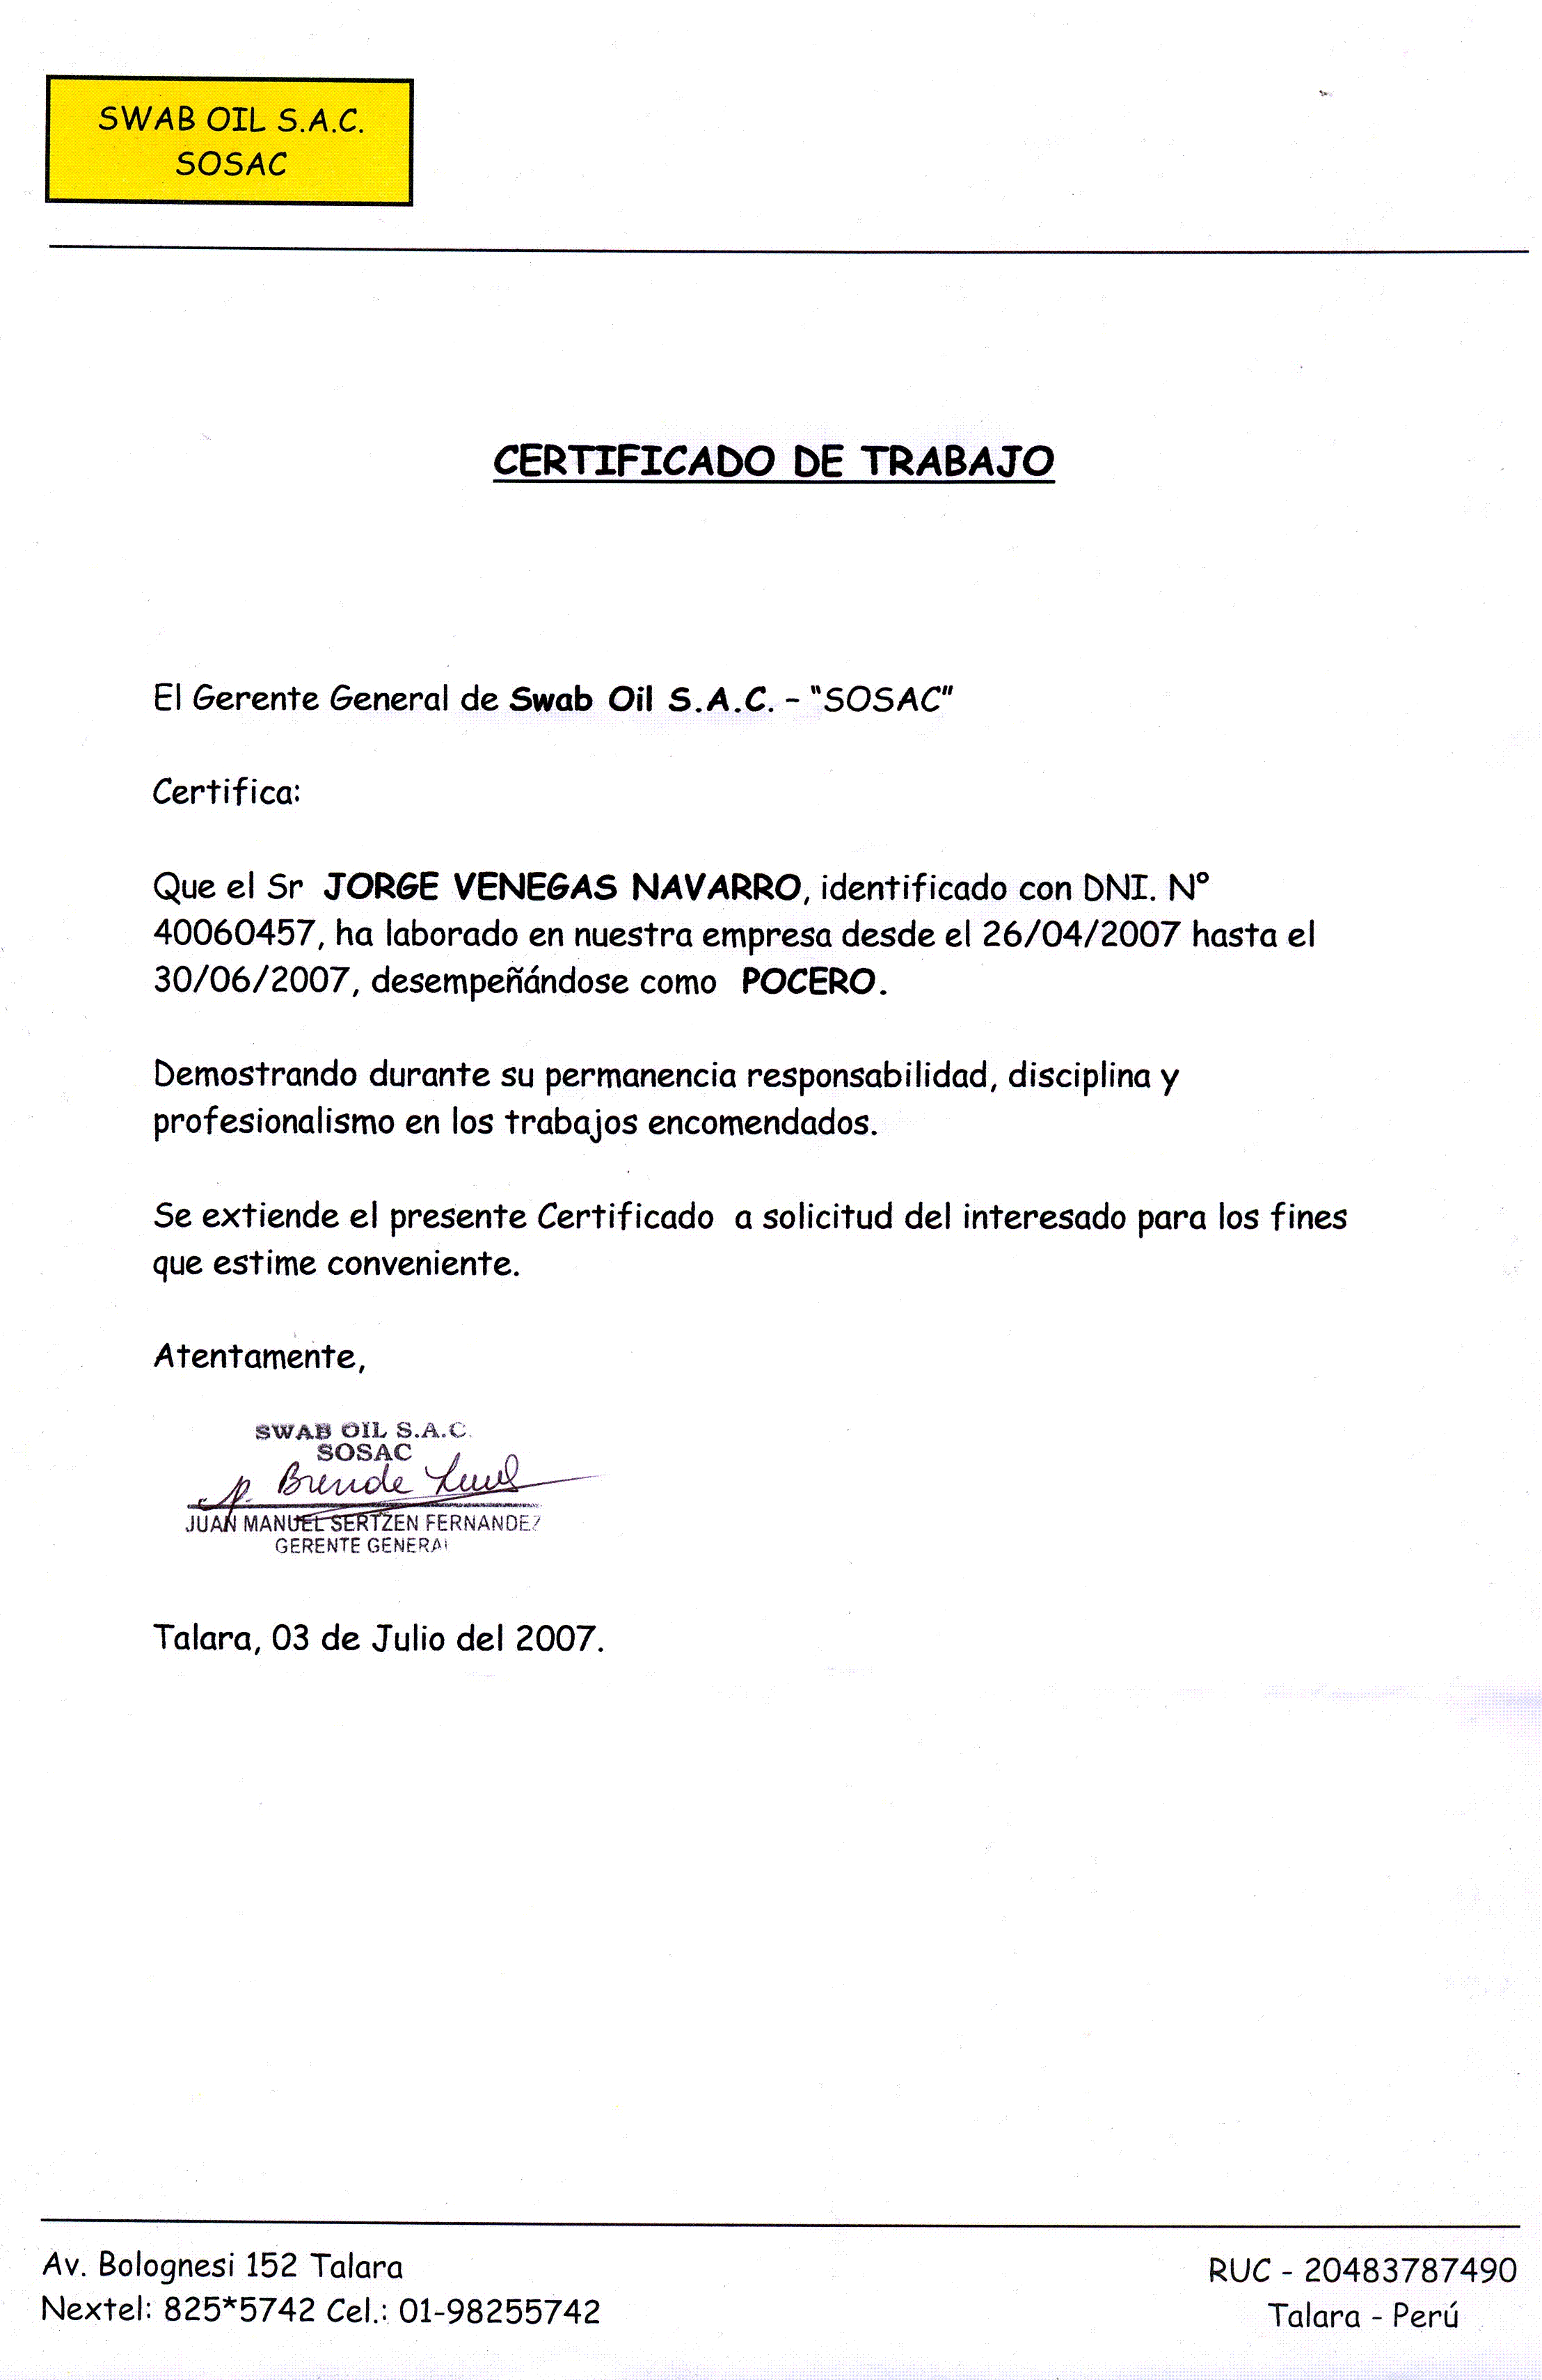 SWAB OIL S.A.C.
SOSAC
CERTIFICADO DE TRABAJO
El Gerente General de Swab Oil S.A.C. - "SOSAC"
Certifica:
Que el Sr JORGE VENEGAS NAVARRO, identificado con DNI. Nº
40060457, ha laborado en nuestra empresa desde el 26/04/2007 hasta el
30/06/2007, desempeñándose como POCERO.
Demostrando durante su permanencia responsabilidad, disciplina y
profesionalismo en los trabajos encomendados.
Se extiende el presente Certificado a solicitud del interesado para los fines
que estime conveniente.
Atentamente,
SWAB OIL S.A.C.
SOSAC
p. Brende
JUAN MANUEL SERTZEN FERNANDEZ
GERENTE GENERAL
Talara, 03 de Julio del 2007.
Av. Bolognesi 152 Talara
Nextel: 825*5742 Cel.: 01-98255742
RUC - 20483787490
Talara - Perú